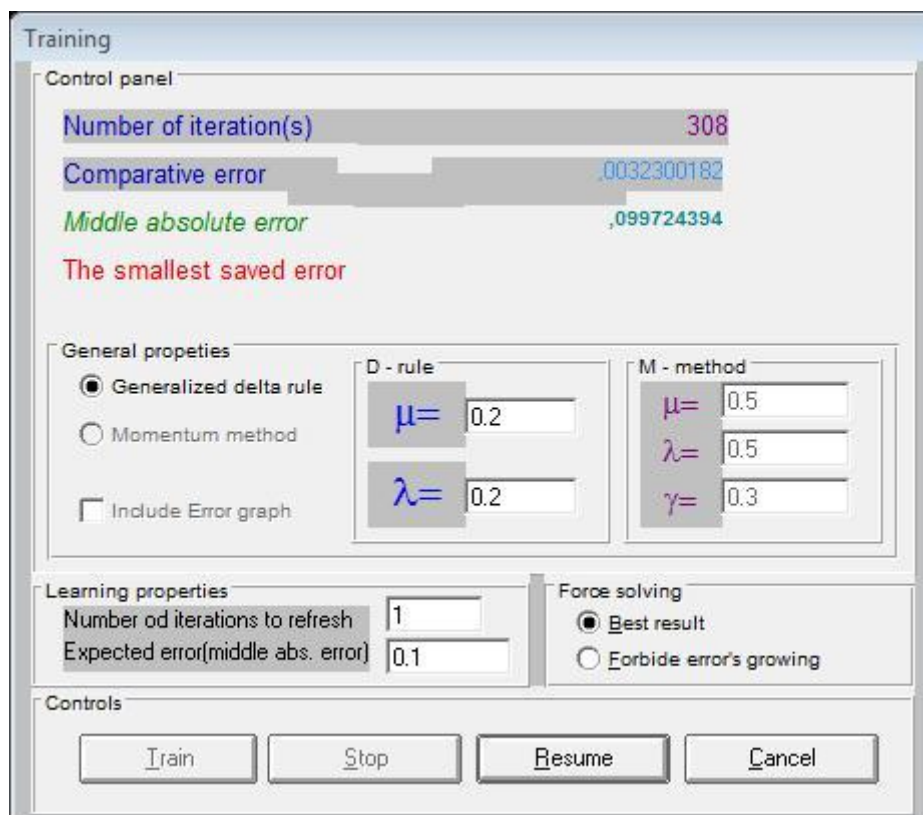 Training
Control panel
Number of iteration(s) 308
Comparative error ,0032300182
Middle absolute error ,099724394
The smallest saved error
General propeties
Generalized delta rule
Momentum method
Include Error graph
D - rule
μ= 0.2
λ= 0.2
M - method
μ= 0.5
λ= 0.5
γ= 0.3
Learning properties
Number od iterations to refresh 1
Expected error(middle abs. error) 0.1
Force solving
Best result
Forbide error's growing
Controls
Train Stop Resume Cancel